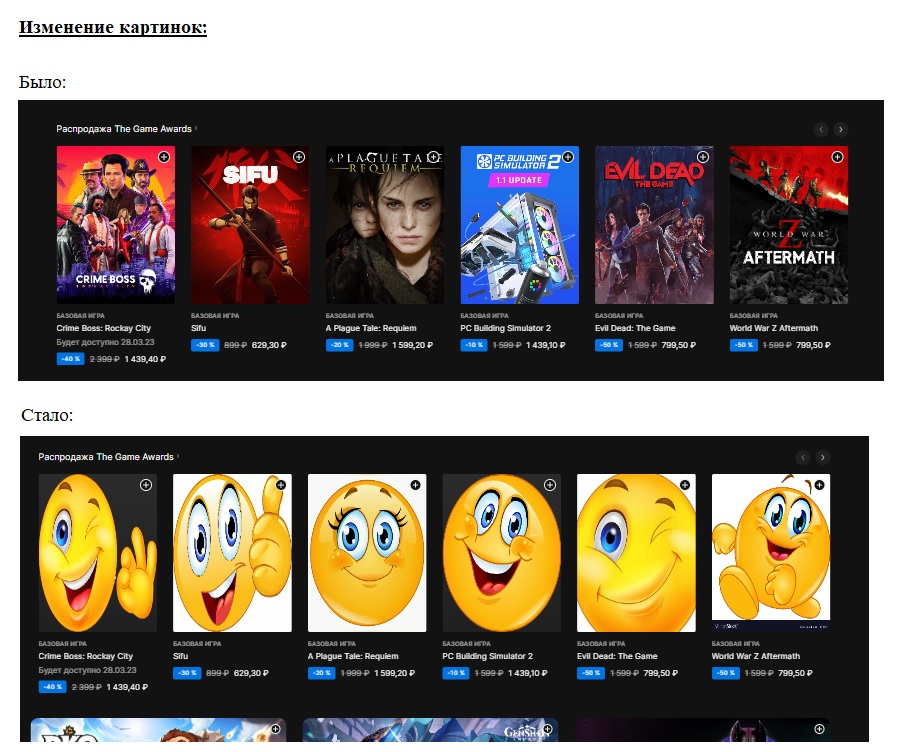 Изменение картинок:
Было:
Распродажа The Game Awards ›
CRIME BOSS
ROCKAY CITY
SIFU
A PLAGUE TALE
REQUIEM
PC BUILDING
SIMULATOR 2
1.1 UPDATE
EVIL DEAD
THE GAME
WORLD WAR Z
AFTERMATH
БАЗОВАЯ ИГРА БАЗОВАЯ ИГРА БАЗОВАЯ ИГРА БАЗОВАЯ ИГРА БАЗОВАЯ ИГРА БАЗОВАЯ ИГРА
Crime Boss: Rockay City Sifu A Plague Tale: Requiem PC Building Simulator 2 Evil Dead: The Game World War Z Aftermath
Будет доступно 28.03.23 -30 % 899 ₽ 629,30 ₽ -20 % 1 999 ₽ 1 599,20 ₽ -10 % 1 599 ₽ 1 439,10 ₽ -50 % 1 599 ₽ 799,50 ₽ -50 % 1 599 ₽ 799,50 ₽
-40 % 2 399 ₽ 1 439,40 ₽
Стало:
Распродажа The Game Awards ›
БАЗОВАЯ ИГРА БАЗОВАЯ ИГРА БАЗОВАЯ ИГРА БАЗОВАЯ ИГРА БАЗОВАЯ ИГРА БАЗОВАЯ ИГРА
Crime Boss: Rockay City Sifu A Plague Tale: Requiem PC Building Simulator 2 Evil Dead: The Game World War Z Aftermath
Будет доступно 28.03.23 -30 % 899 ₽ 629,30 ₽ -20 % 1 999 ₽ 1 599,20 ₽ -10 % 1 599 ₽ 1 439,10 ₽ -50 % 1 599 ₽ 799,50 ₽ -50 % 1 599 ₽ 799,50 ₽
-40 % 2 399 ₽ 1 439,40 ₽
GENSHIN